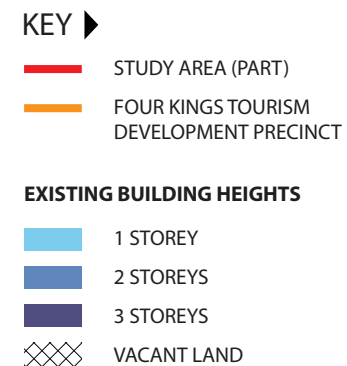 KEY
STUDY AREA (PART)
FOUR KINGS TOURISM
DEVELOPMENT PRECINCT
EXISTING BUILDING HEIGHTS
1 STOREY
2 STOREYS
3 STOREYS
VACANT LAND